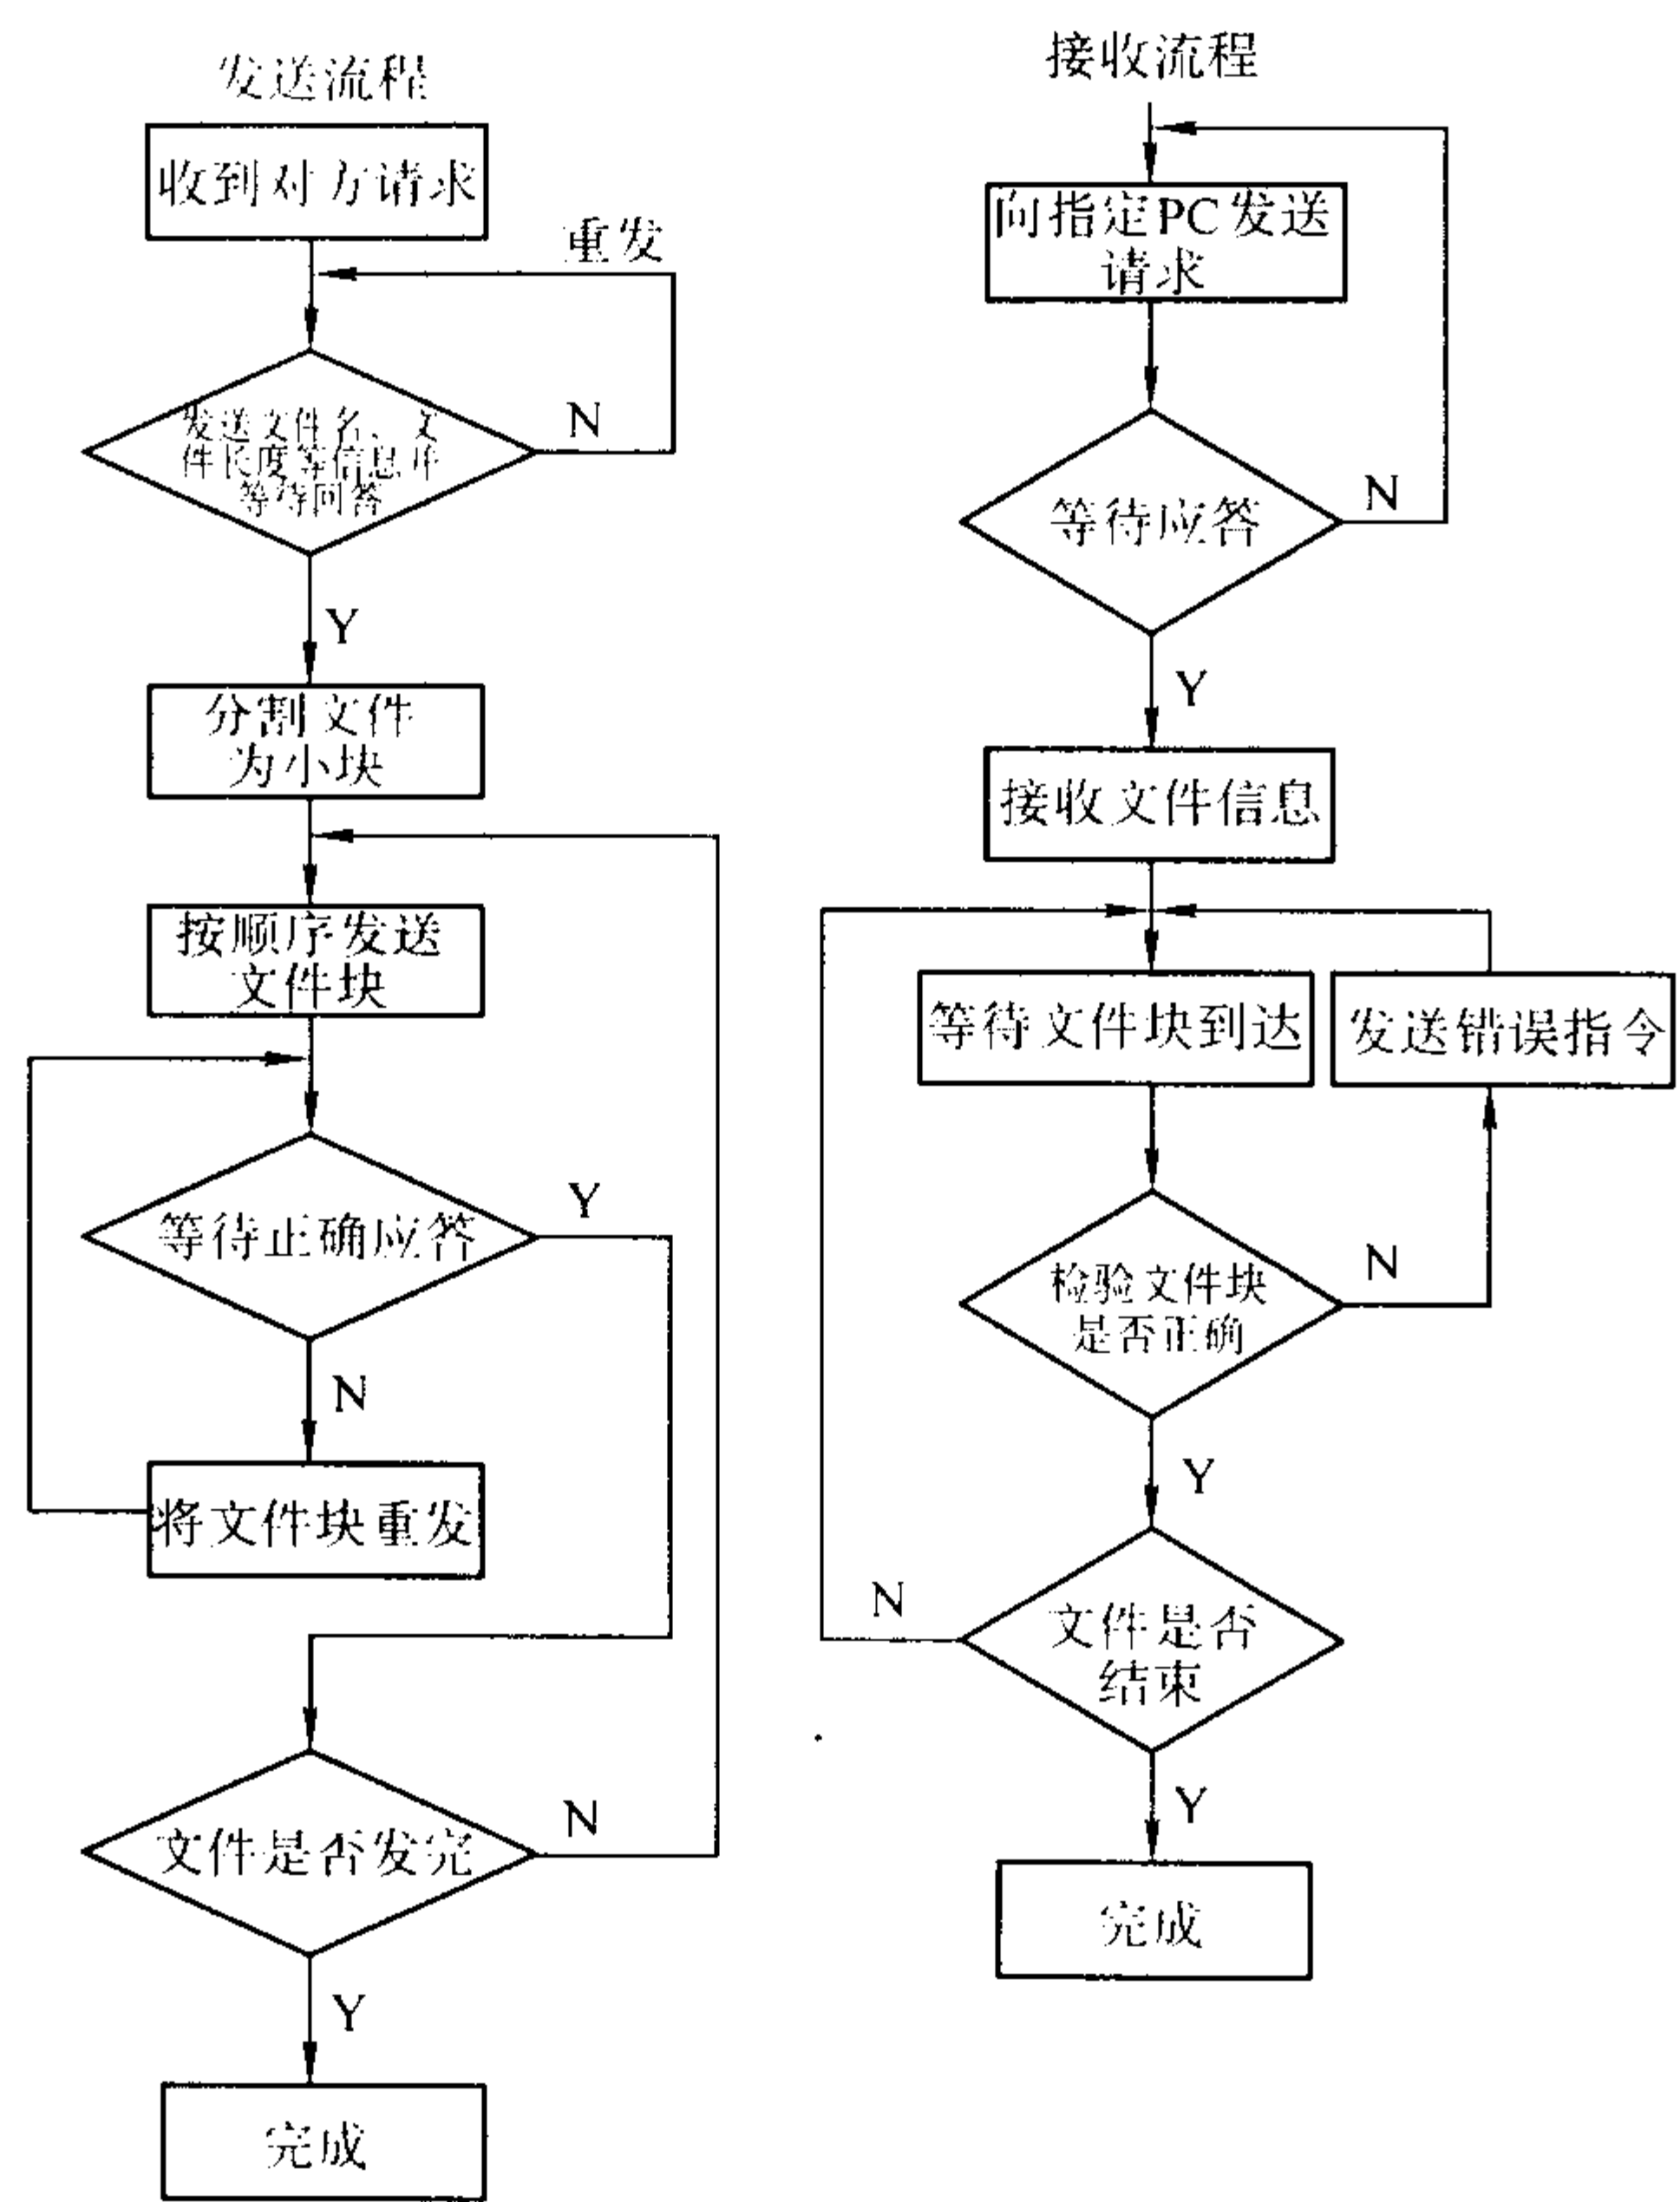 发送流程
收到对方请求
重发
发送文件名、文
件长度等信息并
等待回答
N
Y
分割文件
为小块
按顺序发送
文件块
等待正确应答
Y
N
将文件块重发
文件是否发完
N
Y
完成
接收流程
向指定PC发送
请求
等待应答
N
Y
接收文件信息
等待文件块到达
发送错误指令
检验文件块
是否正确
N
Y
文件是否
结束
N
Y
完成